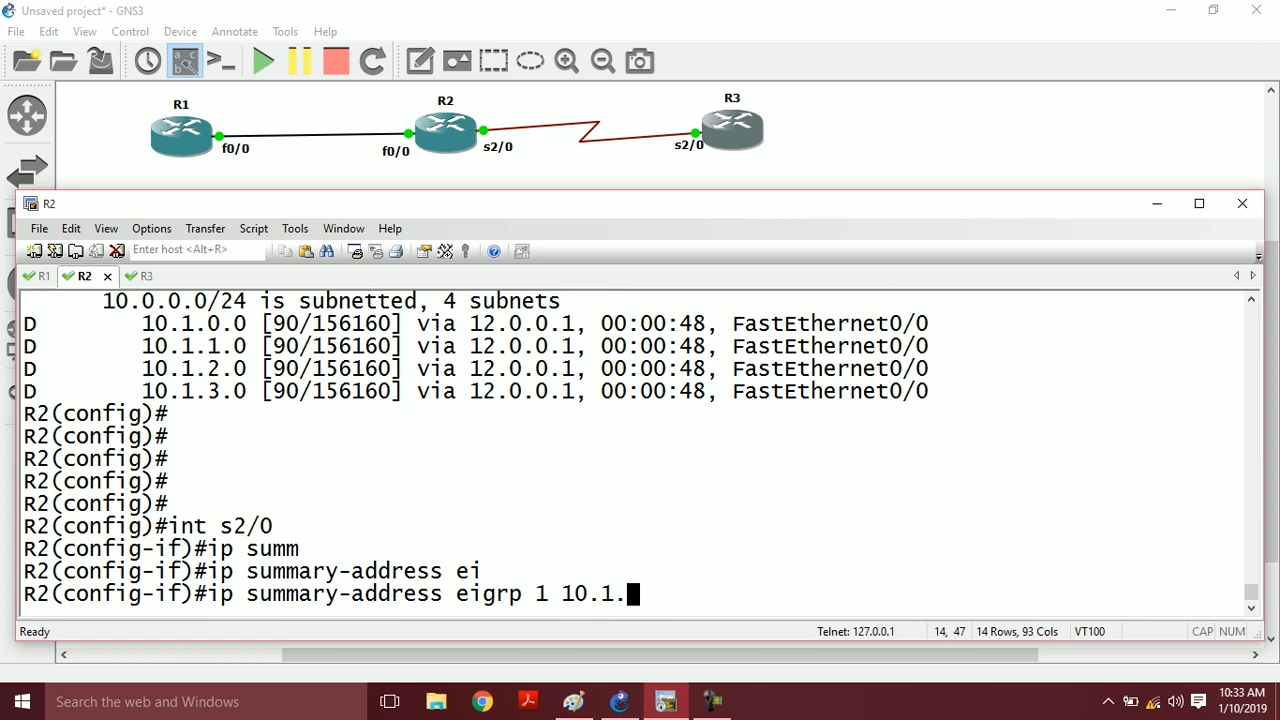 Unsaved project* - GNS3
File Edit View Control Device Annotate Tools Help
R1 R2 R3
f0/0 f0/0 s2/0 s2/0
R2
File Edit View Options Transfer Script Tools Window Help
Enter host <Alt+R>
R1 R2 R3
10.0.0.0/24 is subnetted, 4 subnets
D 10.1.0.0 [90/156160] via 12.0.0.1, 00:00:48, FastEthernet0/0
D 10.1.1.0 [90/156160] via 12.0.0.1, 00:00:48, FastEthernet0/0
D 10.1.2.0 [90/156160] via 12.0.0.1, 00:00:48, FastEthernet0/0
D 10.1.3.0 [90/156160] via 12.0.0.1, 00:00:48, FastEthernet0/0
R2(config)#
R2(config)#
R2(config)#
R2(config)#
R2(config)#
R2(config)#int s2/0
R2(config-if)#ip summ
R2(config-if)#ip summary-address ei
R2(config-if)#ip summary-address eigrp 1 10.1.
Ready Telnet: 127.0.0.1 14, 47 14 Rows, 93 Cols VT100 CAP NUM
Search the web and Windows
10:33 AM
1/10/2019